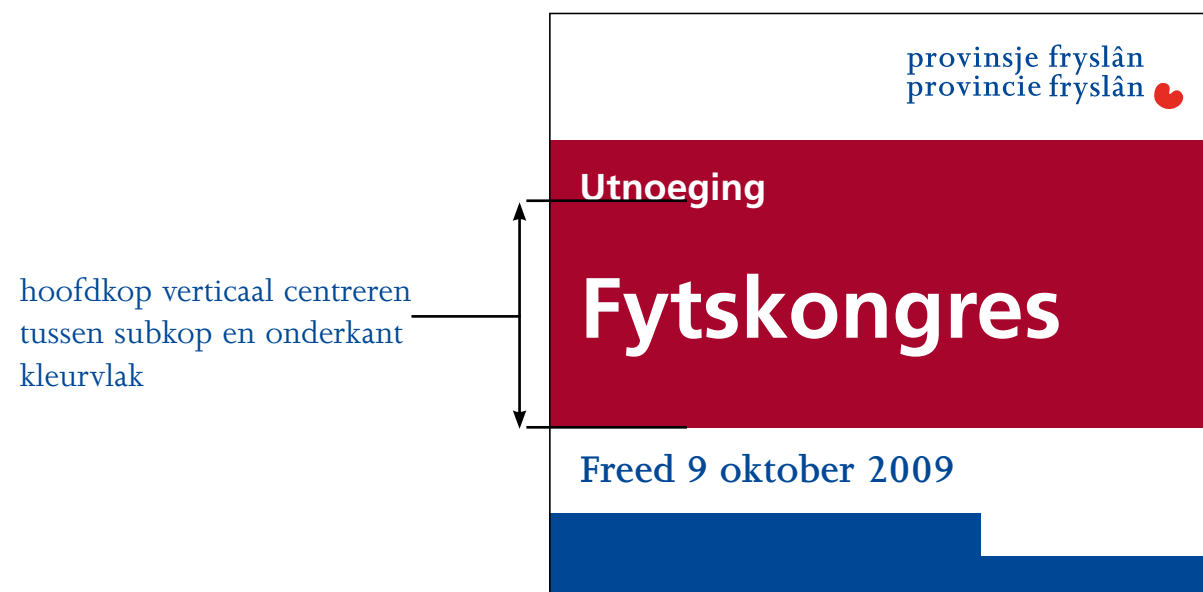 provinsje fryslân
provincie fryslân
Utnoeging
Fytskongres
hoofdkop verticaal centreren
tussen subkop en onderkant
kleurvlak
Freed 9 oktober 2009